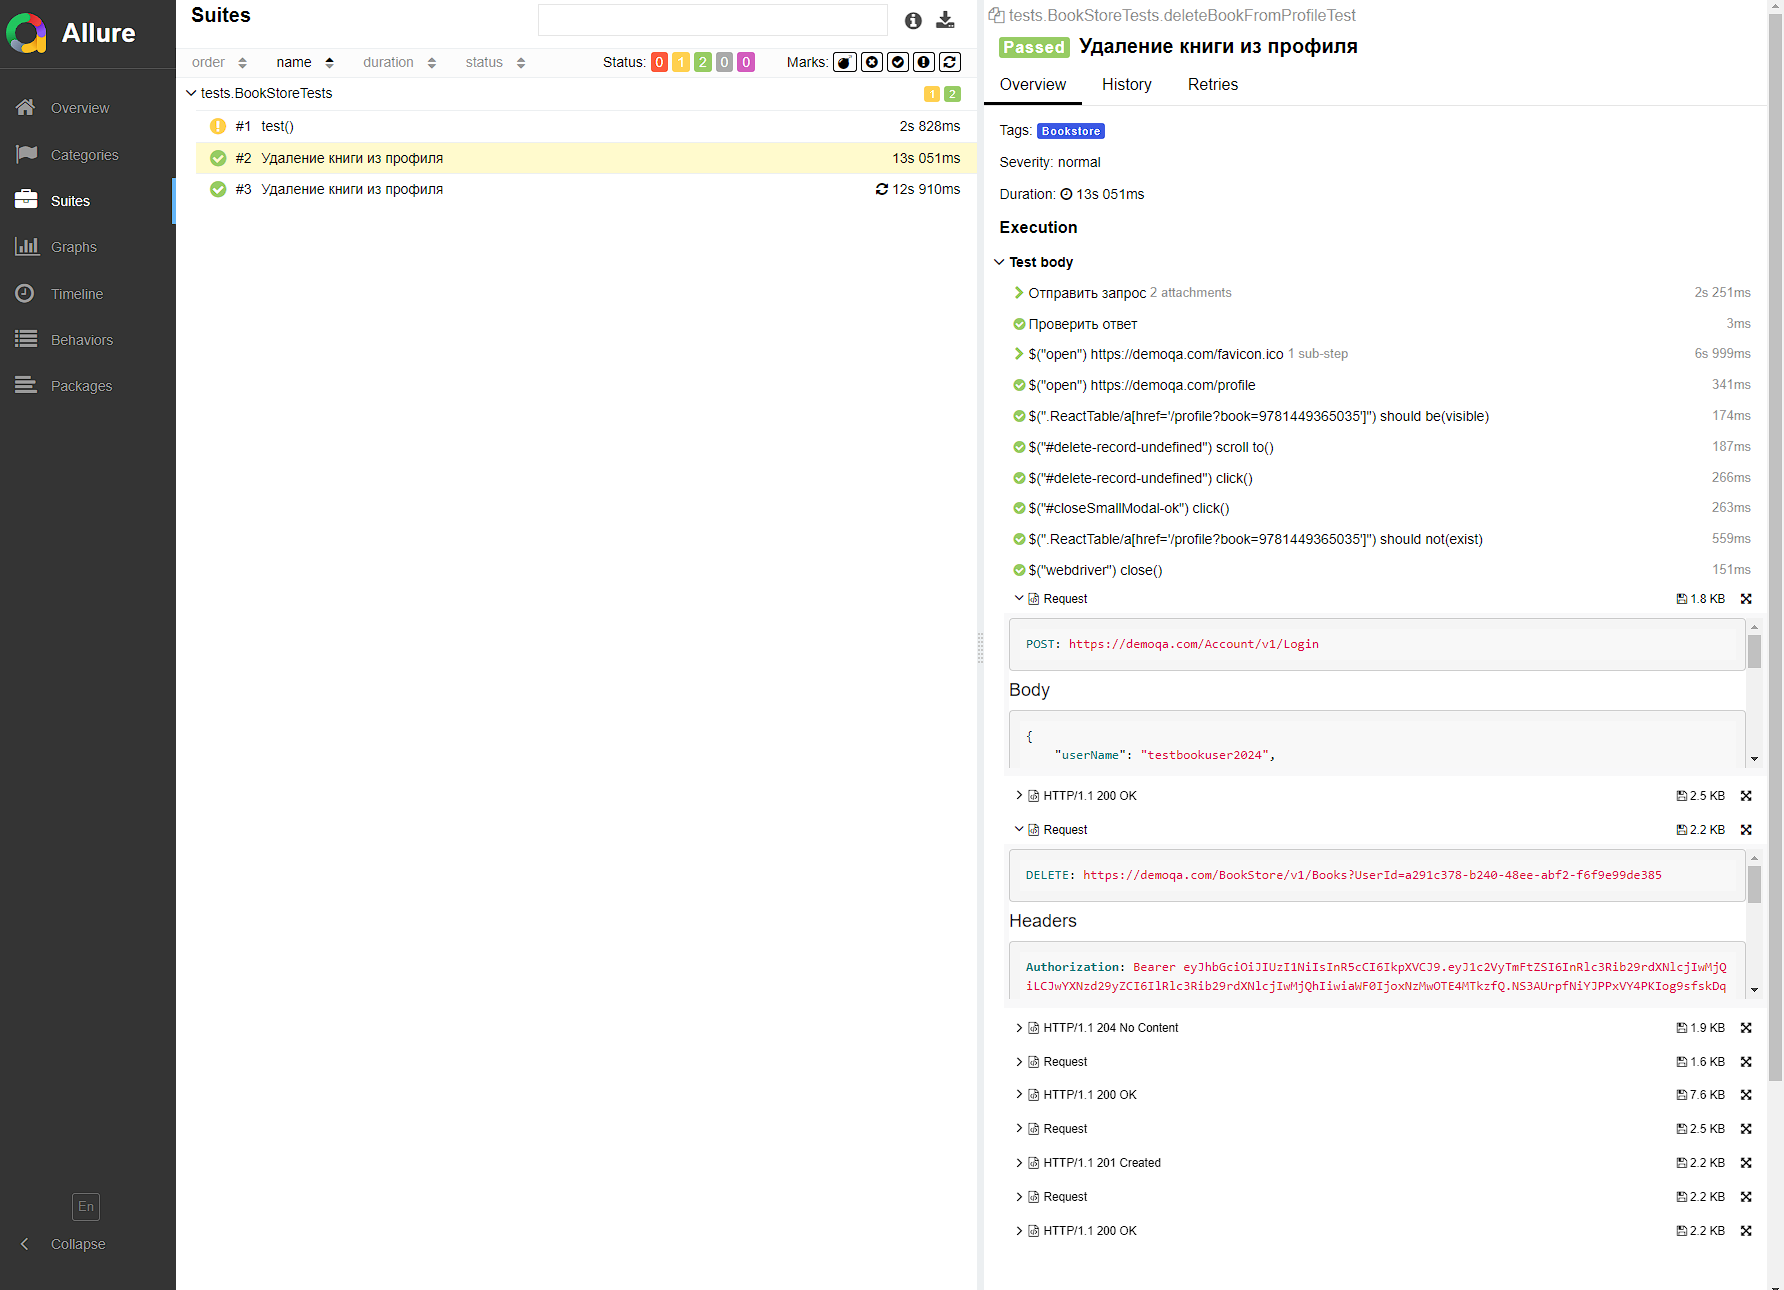 Allure
Overview
Categories
Suites
Graphs
Timeline
Behaviors
Packages
En
Collapse
Suites
order name duration status Status: 0 1 2 0 0 Marks:
tests.BookStoreTests 1 2
#1 test() 2s 828ms
#2 Удаление книги из профиля 13s 051ms
#3 Удаление книги из профиля 12s 910ms
tests.BookStoreTests.deleteBookFromProfileTest
Passed Удаление книги из профиля
Overview History Retries
Tags: Bookstore
Severity: normal
Duration: 13s 051ms
Execution
Test body
Отправить запрос 2 attachments 2s 251ms
Проверить ответ 3ms
$("open") https://demoqa.com/favicon.ico 1 sub-step 6s 999ms
$("open") https://demoqa.com/profile 341ms
$(".ReactTable/a[href='/profile?book=9781449365035']") should be(visible) 174ms
$("#delete-record-undefined") scroll to() 187ms
$("#delete-record-undefined") click() 266ms
$("#closeSmallModal-ok") click() 263ms
$(".ReactTable/a[href='/profile?book=9781449365035']") should not(exist) 559ms
$("webdriver") close() 151ms
Request 1.8 KB
POST: https://demoqa.com/Account/v1/Login
Body
{
"userName": "testbookuser2024",
HTTP/1.1 200 OK 2.5 KB
Request 2.2 KB
DELETE: https://demoqa.com/BookStore/v1/Books?UserId=a291c378-b240-48ee-abf2-f6f9e99de385
Headers
Authorization: Bearer eyJhbGciOiJIUzI1NiIsInR5cCI6IkpXVCJ9.eyJ1c2VyTmFtZSI6InRlc3Rib29rdXNlcjIwMjQ
iLCJwYXNzd29yZCI6IlRlc3Rib29rdXNlcjIwMjQhIiwiaWF0IjoxNzMwOTE4MTkzfQ.NS3AUrpfNiYJPPxVY4PKIog9sfskDq
HTTP/1.1 204 No Content 1.9 KB
Request 1.6 KB
HTTP/1.1 200 OK 7.6 KB
Request 2.5 KB
HTTP/1.1 201 Created 2.2 KB
Request 2.2 KB
HTTP/1.1 200 OK 2.2 KB